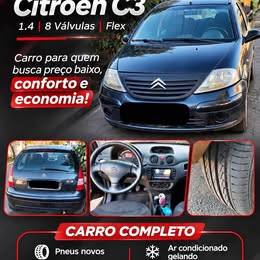 Citroën C3
1.4 | 8 Válvulas | Flex
Carro para quem
busca preço baixo,
conforto e
economia!
CARRO COMPLETO
Pneus novos
Ar condicionado
gelando